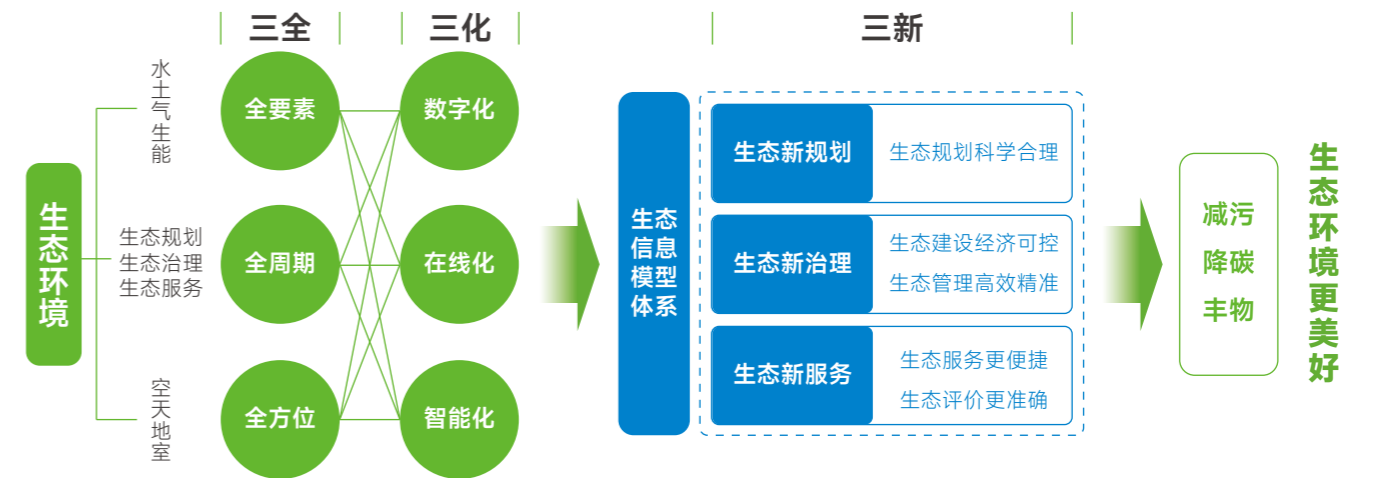 三全
三化
三新
生态环境
水土气生能
生态规划
生态治理
生态服务
空天地室
全要素
全周期
全方位
数字化
在线化
智能化
生态
信息
模型
体系
生态新规划
生态规划科学合理
生态新治理
生态建设经济可控
生态管理高效精准
生态新服务
生态服务更便捷
生态评价更准确
减污
降碳
丰物
生态环境更美好